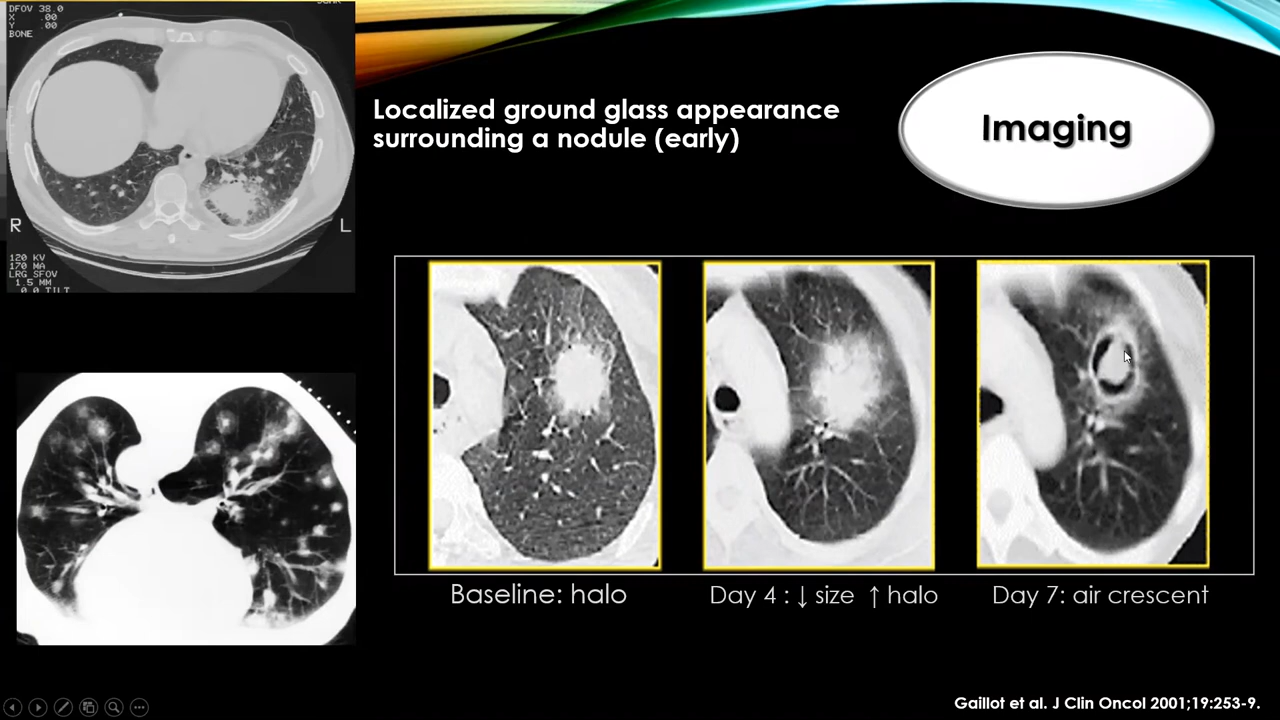 DFOV 38.0
X .00
Y .00
BONE
R
L
120 KV
170 MA
LRG SFOV
1.5 MM
0.0 TILT
Localized ground glass appearance
surrounding a nodule (early)
Imaging
Baseline: halo
Day 4 : ↓ size ↑ halo
Day 7: air crescent
Gaillot et al. J Clin Oncol 2001;19:253-9.